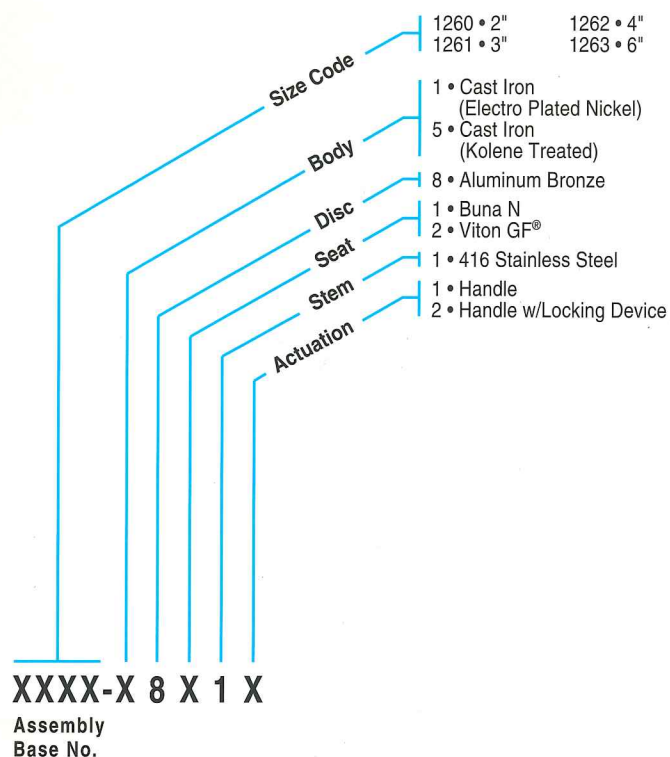 1260 • 2" 1262 • 4"
1261 • 3" 1263 • 6"
Size Code
1 • Cast Iron
(Electro Plated Nickel)
5 • Cast Iron
(Kolene Treated)
Body
8 • Aluminum Bronze
Disc
1 • Buna N
2 • Viton GF®
Seat
1 • 416 Stainless Steel
Stem
1 • Handle
2 • Handle w/Locking Device
Actuation
XXXX-X 8 X 1 X
Assembly
Base No.